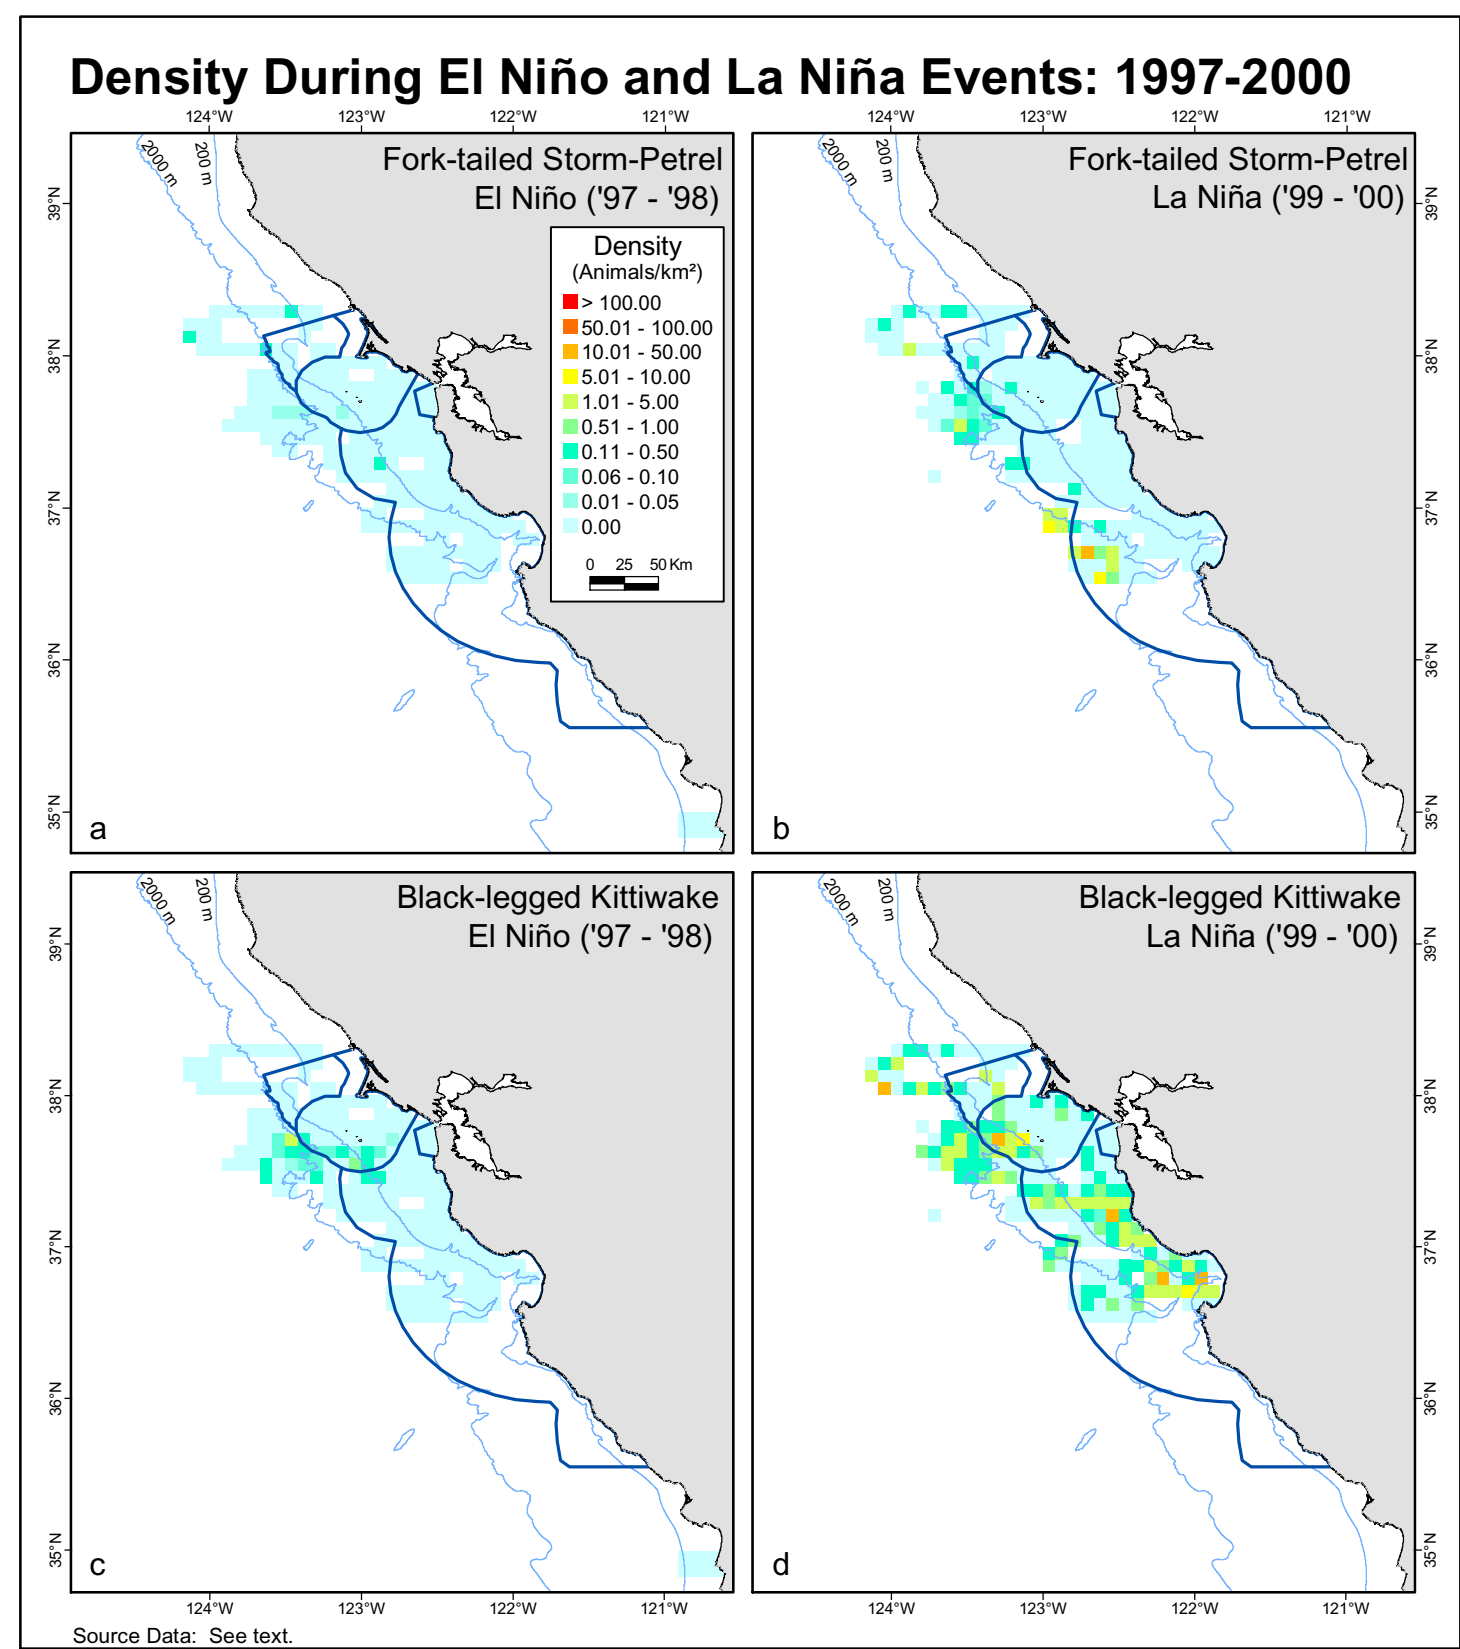 Density During El Niño and La Niña Events: 1997-2000
124°W 123°W 122°W 121°W 124°W 123°W 122°W 121°W
2000 m 200 m
Fork-tailed Storm-Petrel
El Niño ('97 - '98)
39°N
38°N
37°N
36°N
35°N
Density
(Animals/km²)
> 100.00
50.01 - 100.00
10.01 - 50.00
5.01 - 10.00
1.01 - 5.00
0.51 - 1.00
0.11 - 0.50
0.06 - 0.10
0.01 - 0.05
0.00
0 25 50 Km
a
2000 m 200 m
Fork-tailed Storm-Petrel
La Niña ('99 - '00)
39°N
38°N
37°N
36°N
35°N
b
2000 m 200 m
Black-legged Kittiwake
El Niño ('97 - '98)
39°N
38°N
37°N
36°N
35°N
c
2000 m 200 m
Black-legged Kittiwake
La Niña ('99 - '00)
39°N
38°N
37°N
36°N
35°N
d
124°W 123°W 122°W 121°W 124°W 123°W 122°W 121°W
Source Data: See text.